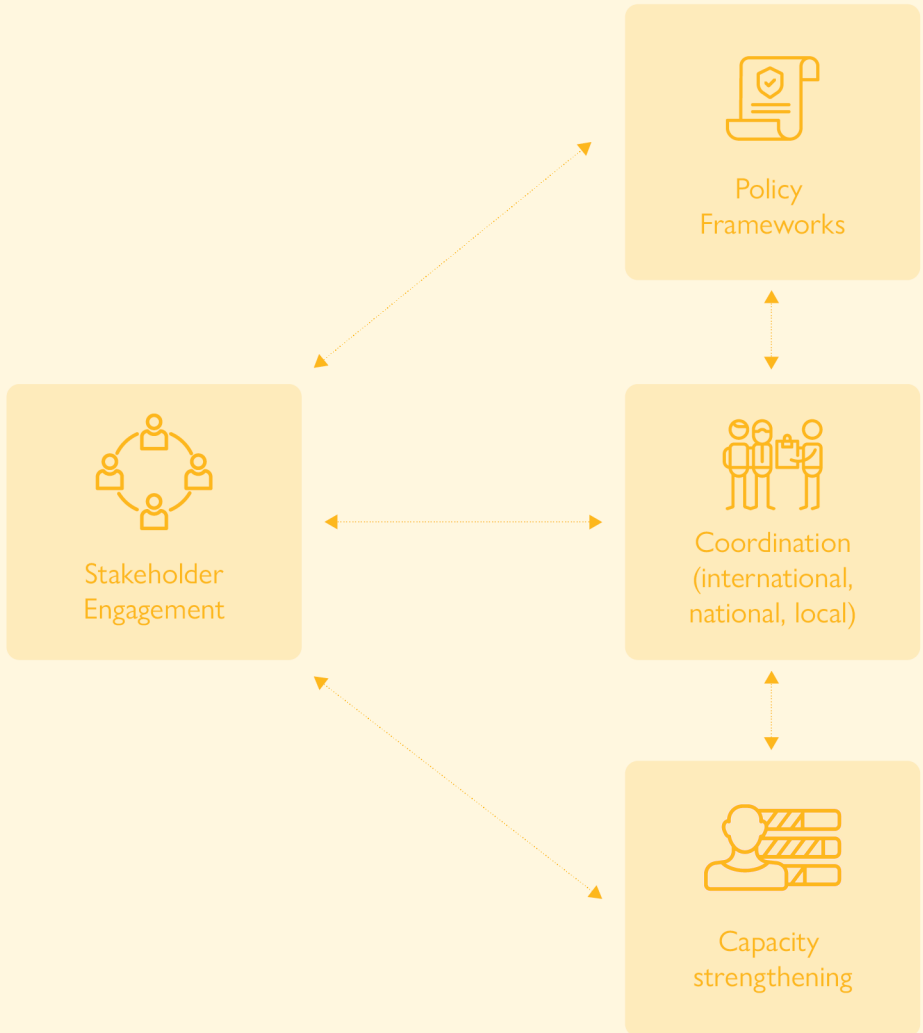 Policy
Frameworks
Stakeholder
Engagement
Coordination
(international,
national, local)
Capacity
strengthening